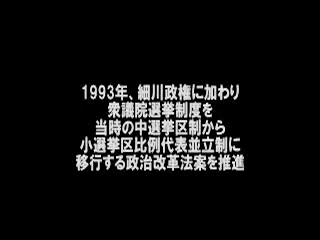 1993年、細川政権に加わり
衆議院選挙制度を
当時の中選挙区制から
小選挙区比例代表並立制に
移行する政治改革法案を推進